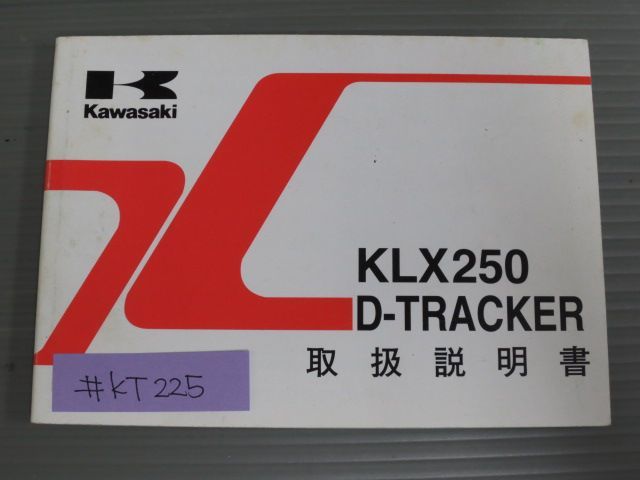 Kawasaki
KLX250
D-TRACKER
取扱説明書
#KT225